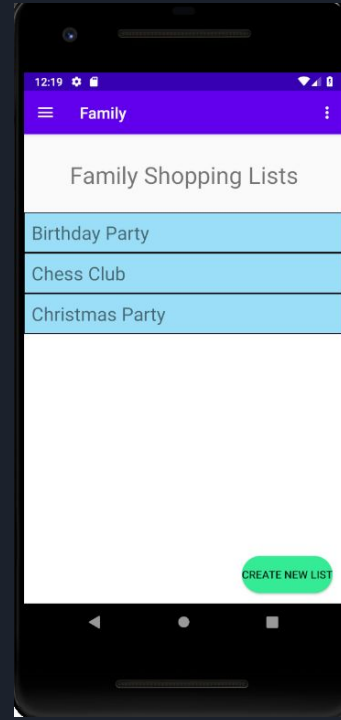 12:19
Family
Family Shopping Lists
Birthday Party
Chess Club
Christmas Party
CREATE NEW LIST